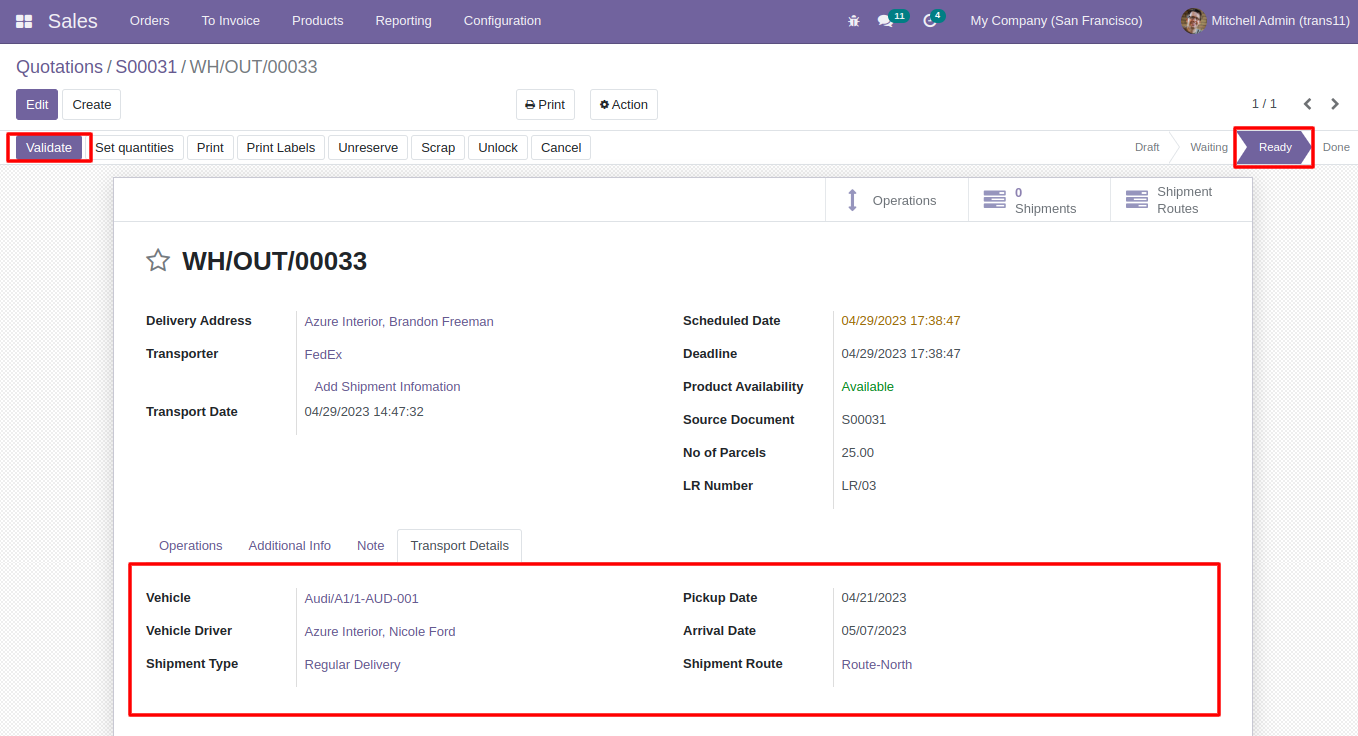 Sales Orders To Invoice Products Reporting Configuration 11 4 My Company (San Francisco) Mitchell Admin (trans11)
Quotations / S00031 / WH/OUT/00033
Edit Create Print Action 1 / 1
Validate Set quantities Print Print Labels Unreserve Scrap Unlock Cancel Draft Waiting Ready Done
Operations
0
Shipments
Shipment
Routes
WH/OUT/00033
Delivery Address Azure Interior, Brandon Freeman
Transporter FedEx
Add Shipment Infomation
Transport Date 04/29/2023 14:47:32
Scheduled Date 04/29/2023 17:38:47
Deadline 04/29/2023 17:38:47
Product Availability Available
Source Document S00031
No of Parcels 25.00
LR Number LR/03
Operations Additional Info Note Transport Details
Vehicle Audi/A1/1-AUD-001
Vehicle Driver Azure Interior, Nicole Ford
Shipment Type Regular Delivery
Pickup Date 04/21/2023
Arrival Date 05/07/2023
Shipment Route Route-North